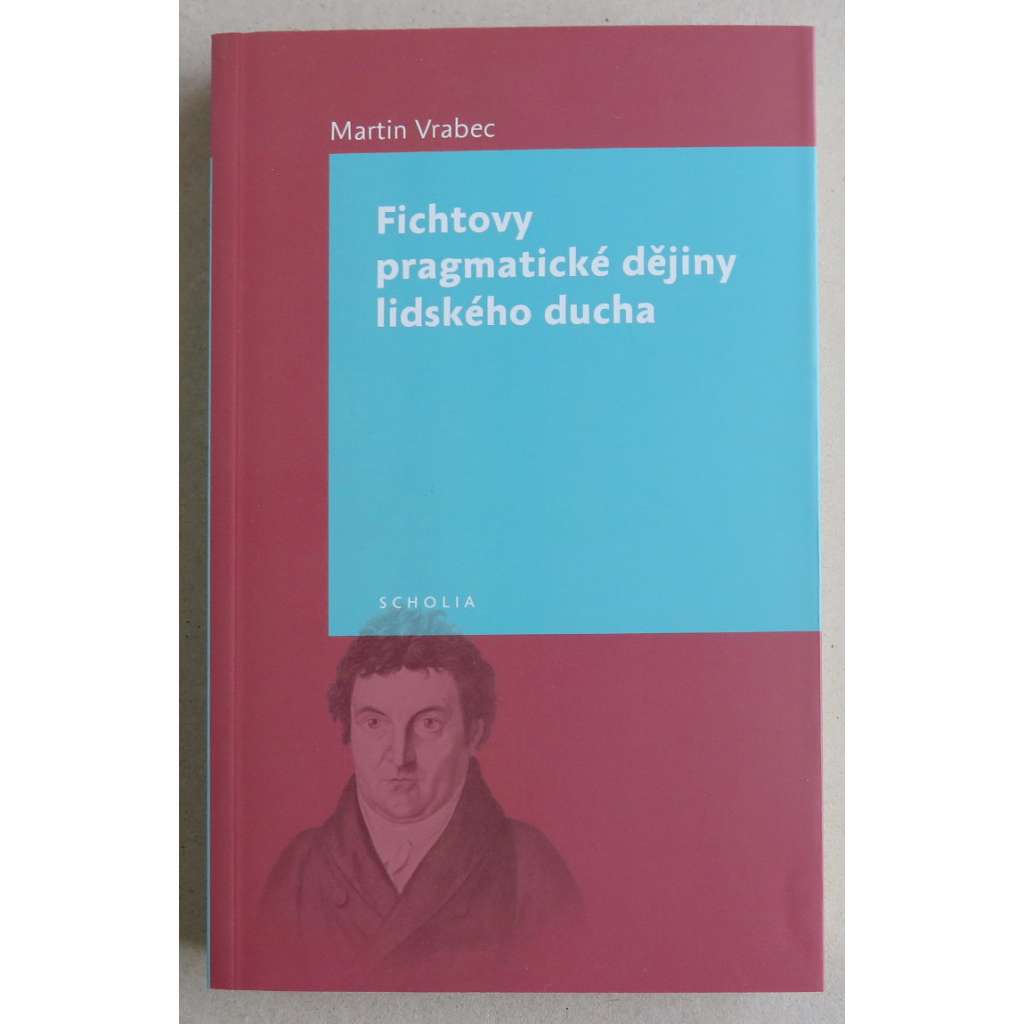 Martin Vrabec
Fichtovy
pragmatické dějiny
lidského ducha
SCHOLIA